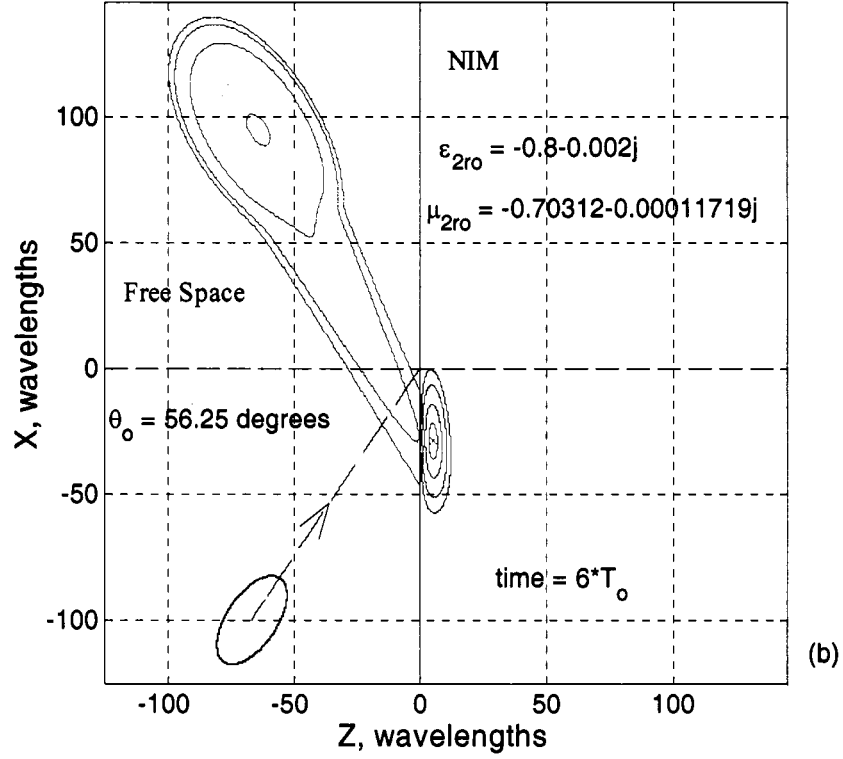 NIM
100
ε2ro = -0.8-0.002j
μ2ro = -0.70312-0.00011719j
50
Free Space
X, wavelengths
0
θo = 56.25 degrees
-50
time = 6*To
-100
(b)
-100 -50 0 50 100
Z, wavelengths